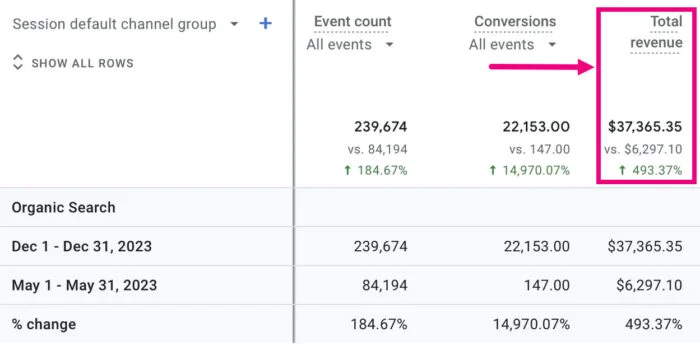 Session default channel group +
Event count
All events
Conversions
All events
Total
revenue
SHOW ALL ROWS
239,674 22,153.00 $37,365.35
vs. 84,194 vs. 147.00 vs. $6,297.10
↑ 184.67% ↑ 14,970.07% ↑ 493.37%
Organic Search
Dec 1 - Dec 31, 2023 239,674 22,153.00 $37,365.35
May 1 - May 31, 2023 84,194 147.00 $6,297.10
% change 184.67% 14,970.07% 493.37%